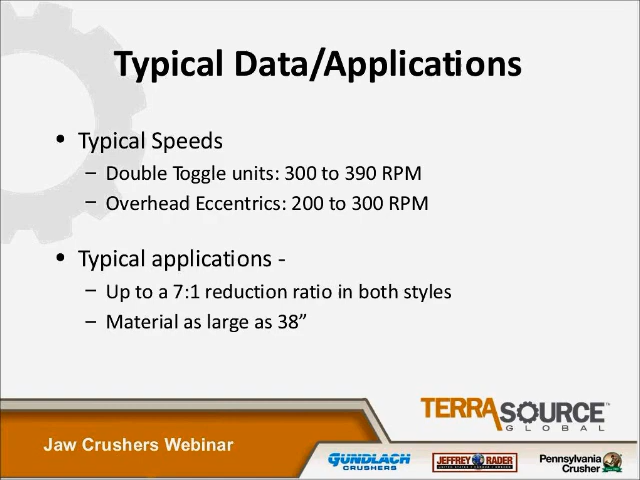 Typical Data/Applications
• Typical Speeds
– Double Toggle units: 300 to 390 RPM
– Overhead Eccentrics: 200 to 300 RPM
• Typical applications -
– Up to a 7:1 reduction ratio in both styles
– Material as large as 38”
TERRASOURCE™
GLOBAL
Jaw Crushers Webinar
GUNDLACH
CRUSHERS
JEFFREY RADER
Pennsylvania
Crusher